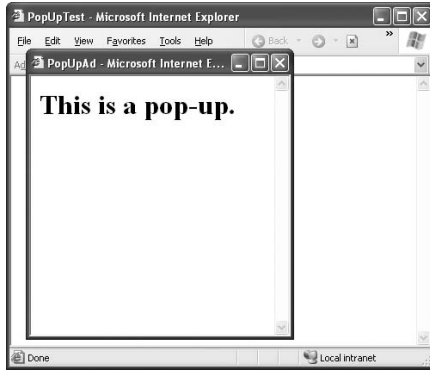 PopUpTest - Microsoft Internet Explorer
File Edit View Favorites Tools Help Back »
Ad
PopUpAd - Microsoft Internet E...
This is a pop-up.
Done Local intranet